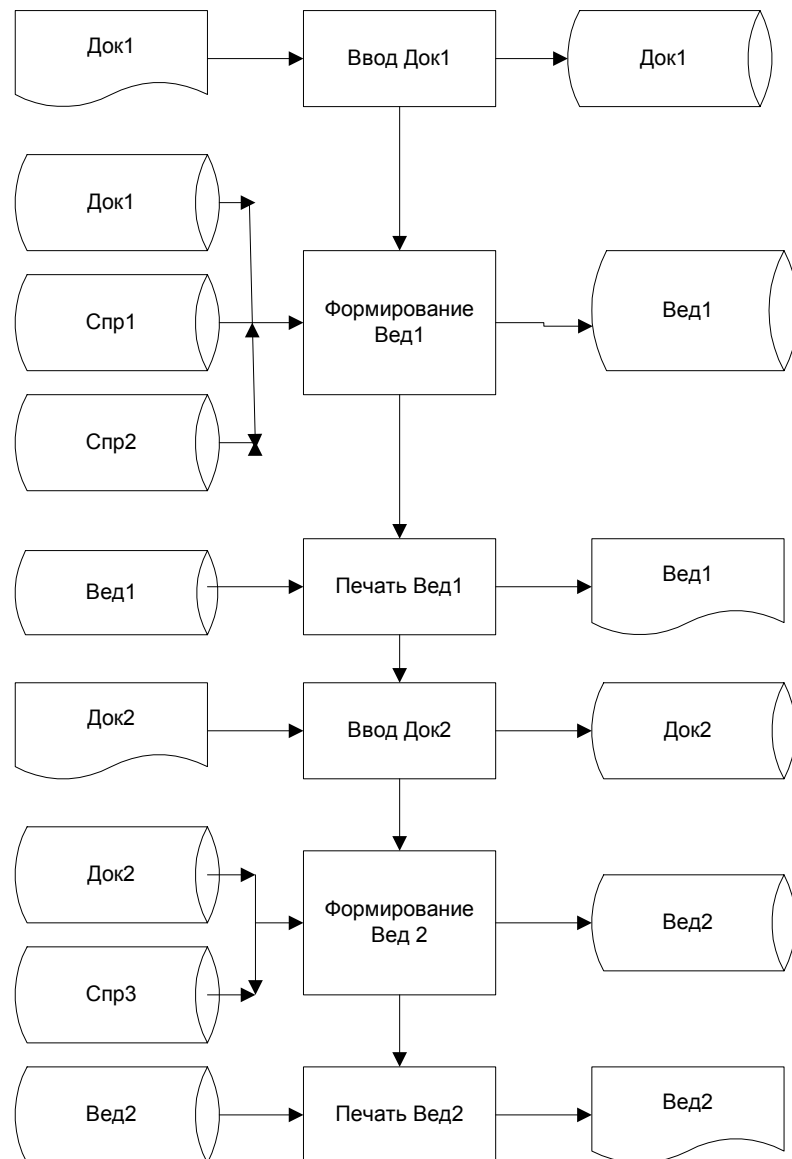 Док1
Ввод Док1
Док1
Док1
Спр1
Формирование
Вед1
Вед1
Спр2
Вед1
Печать Вед1
Вед1
Док2
Ввод Док2
Док2
Док2
Формирование
Вед 2
Вед2
Спр3
Вед2
Печать Вед2
Вед2